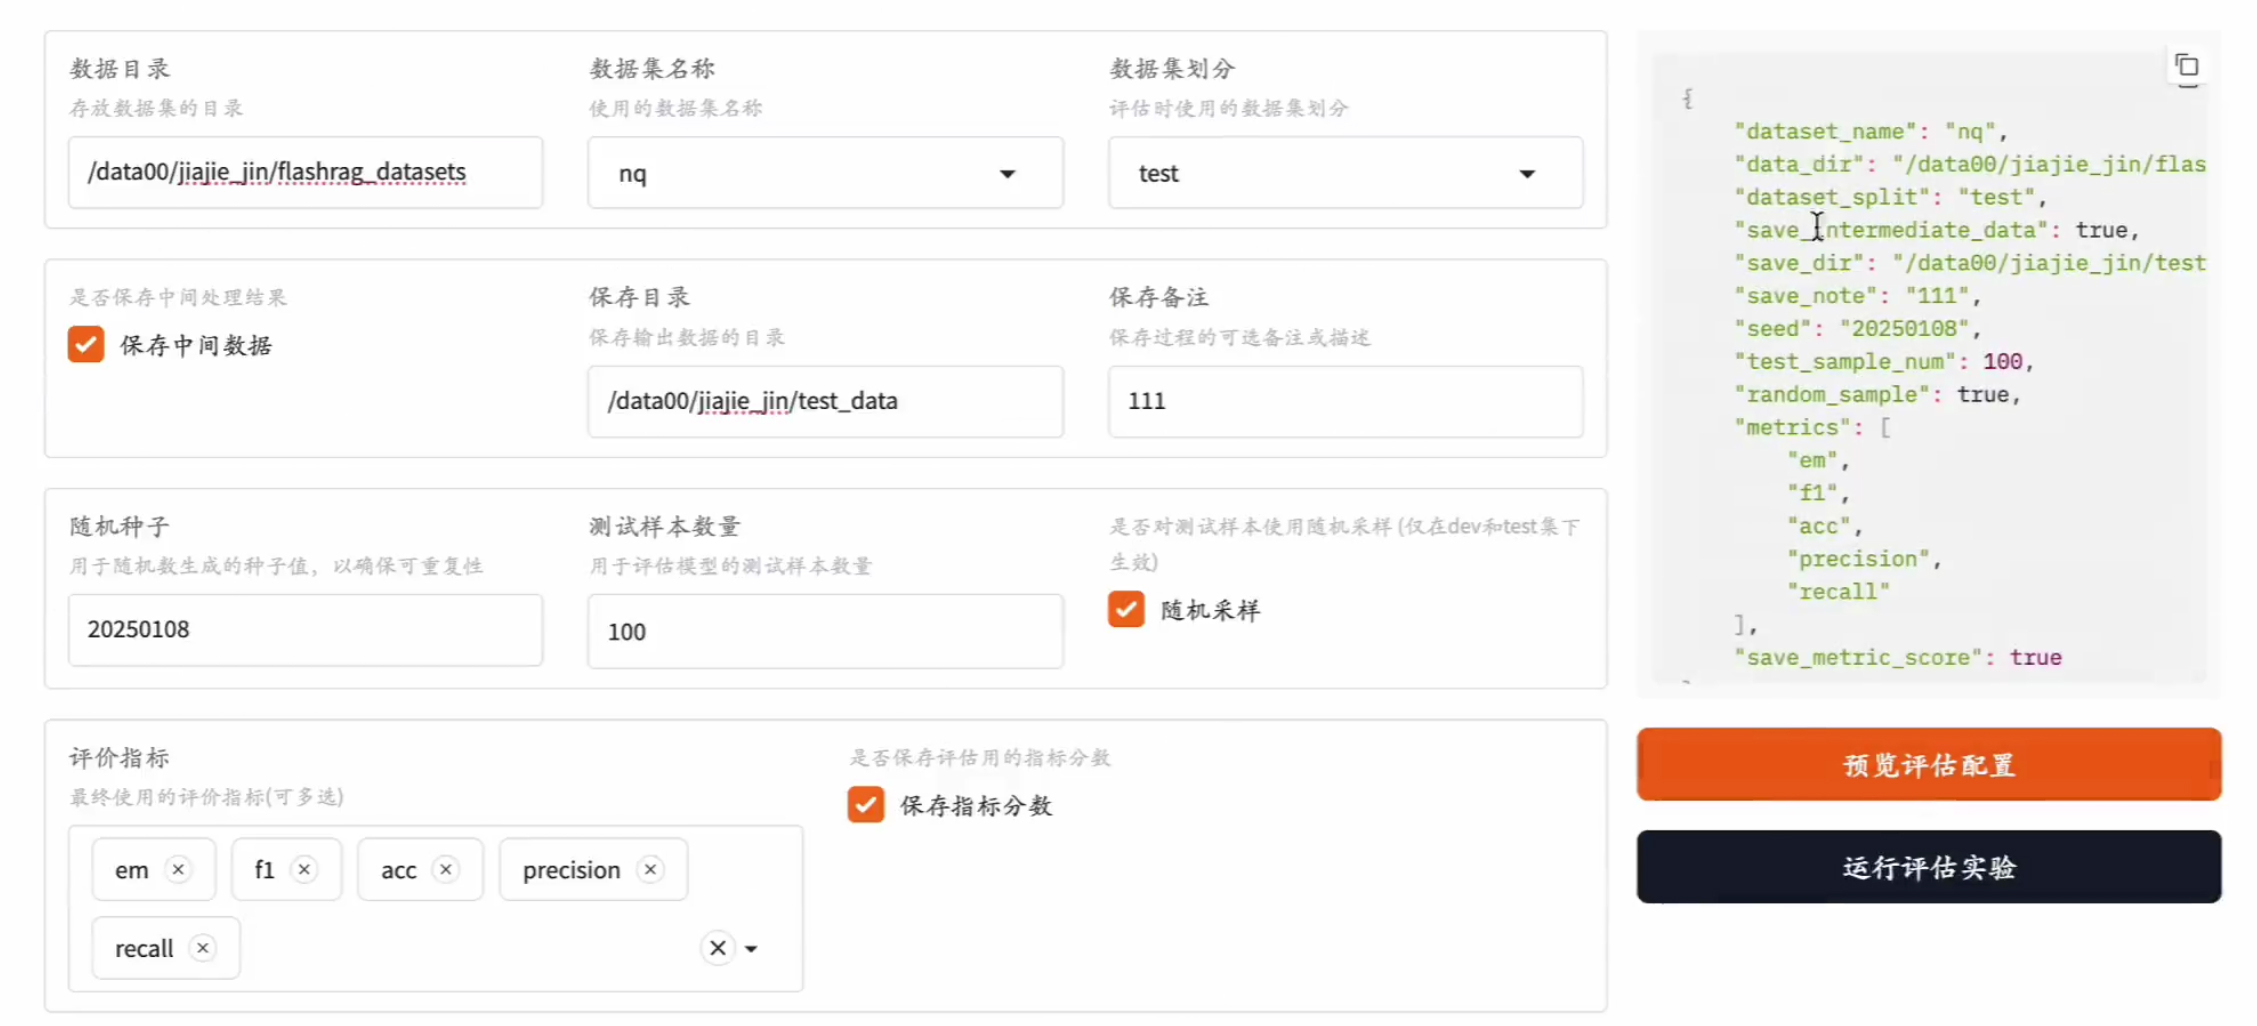 数据目录
存放数据集的目录
/data00/jiajie_jin/flashrag_datasets
数据集名称
使用的数据集名称
nq
数据集划分
评估时使用的数据集划分
test
是否保存中间处理结果
保存中间数据
保存目录
保存输出数据的目录
/data00/jiajie_jin/test_data
保存备注
保存过程的可选备注或描述
111
随机种子
用于随机数生成的种子值，以确保可重复性
20250108
测试样本数量
用于评估模型的测试样本数量
100
是否对测试样本使用随机采样(仅在dev和test集下
生效)
随机采样
评价指标
最终使用的评价指标(可多选)
em
f1
acc
precision
recall
是否保存评估用的指标分数
保存指标分数
{
"dataset_name": "nq",
"data_dir": "/data00/jiajie_jin/flas
"dataset_split": "test",
"save_intermediate_data": true,
"save_dir": "/data00/jiajie_jin/test
"save_note": "111",
"seed": "20250108",
"test_sample_num": 100,
"random_sample": true,
"metrics": [
"em",
"f1",
"acc",
"precision",
"recall"
],
"save_metric_score": true
预览评估配置
运行评估实验